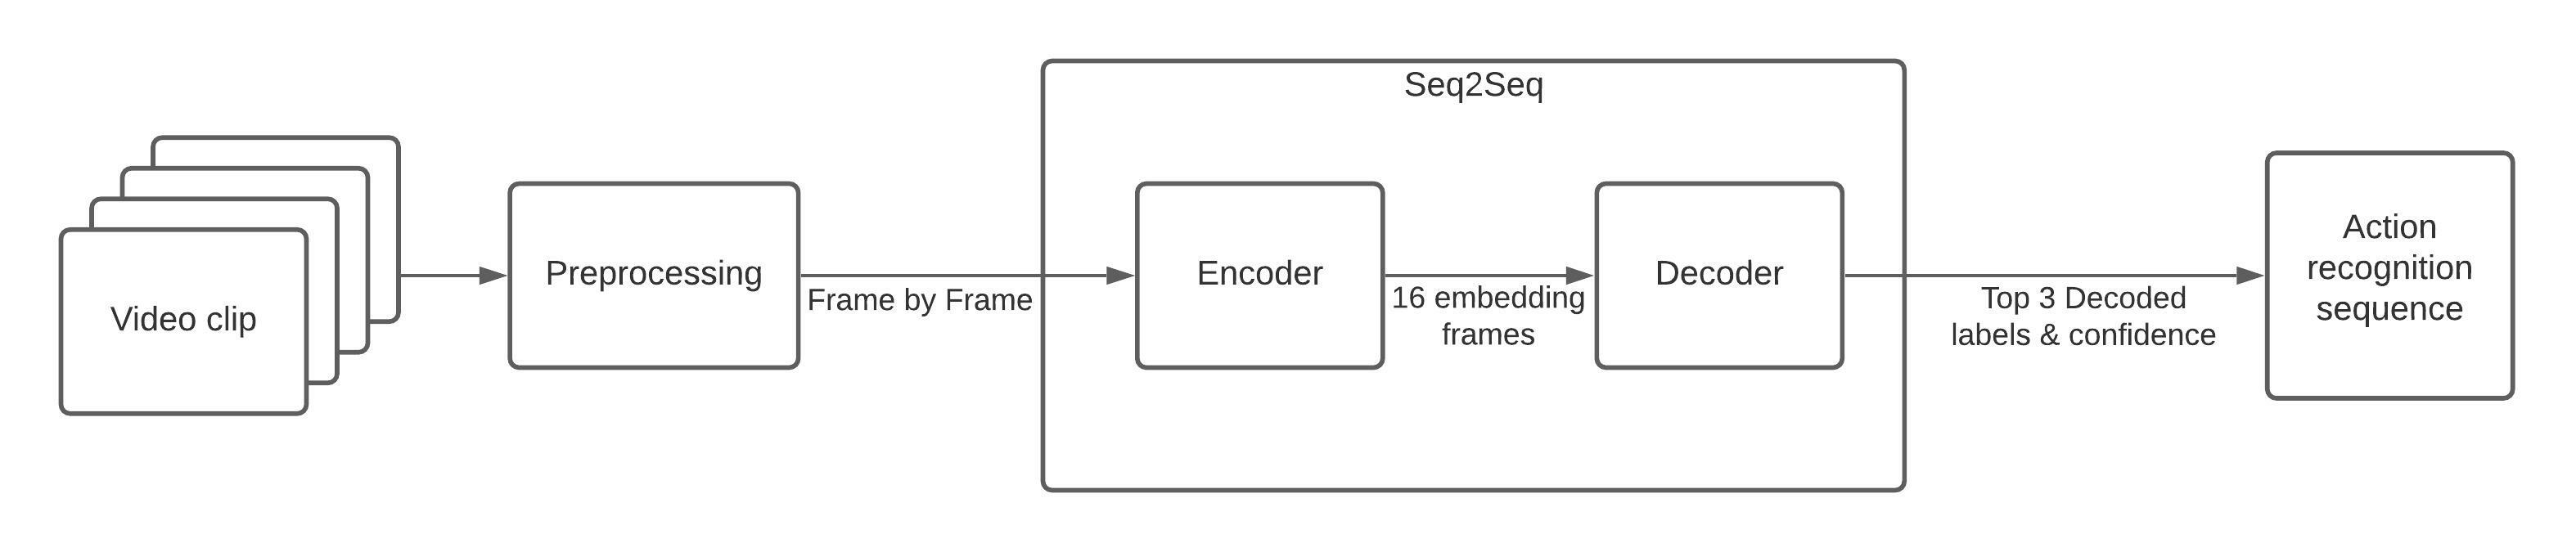 Seq2Seq
Video clip
Preprocessing
Frame by Frame
Encoder
16 embedding
frames
Decoder
Top 3 Decoded
labels & confidence
Action
recognition
sequence